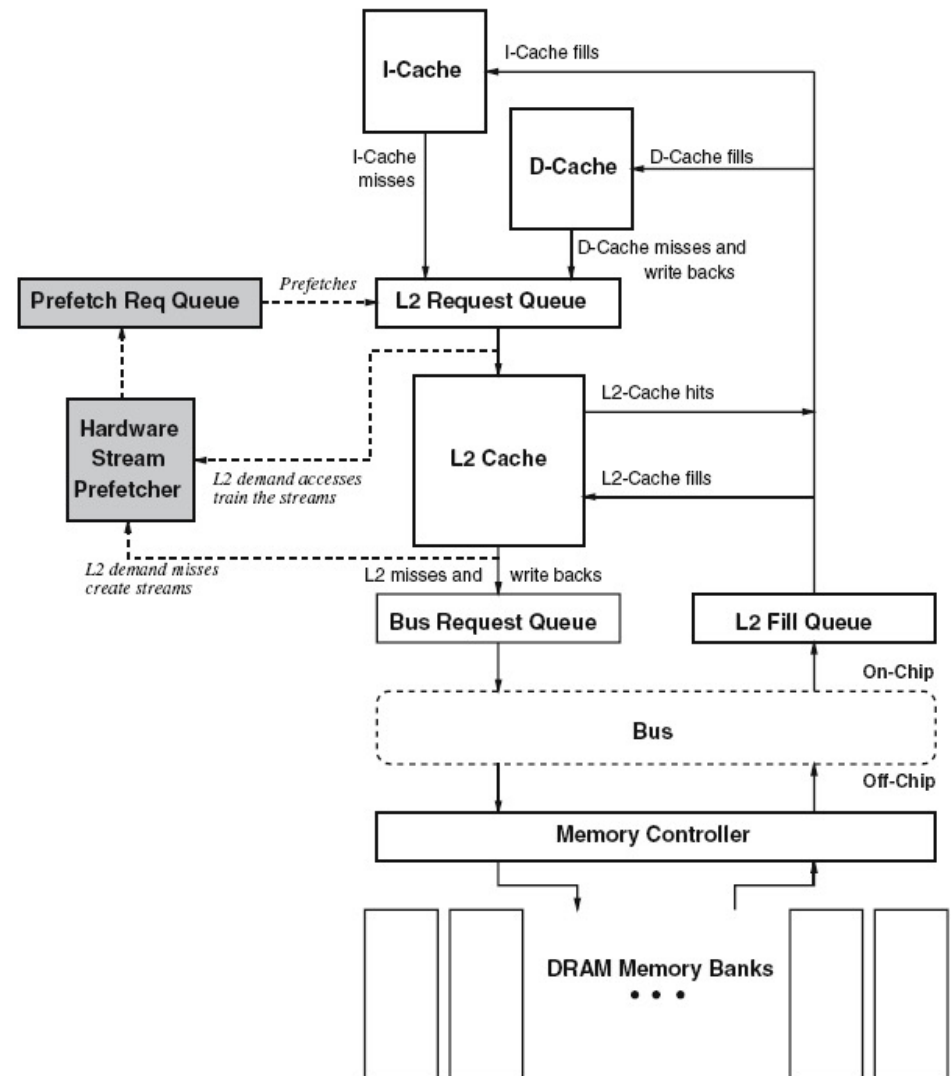 I-Cache fills
I-Cache
I-Cache
misses
D-Cache
D-Cache fills
D-Cache misses and
write backs
Prefetch Req Queue
Prefetches
L2 Request Queue
Hardware
Stream
Prefetcher
L2 demand accesses
train the streams
L2 Cache
L2-Cache hits
L2-Cache fills
L2 demand misses
create streams
L2 misses and write backs
Bus Request Queue
L2 Fill Queue
On-Chip
Bus
Off-Chip
Memory Controller
DRAM Memory Banks
• • •